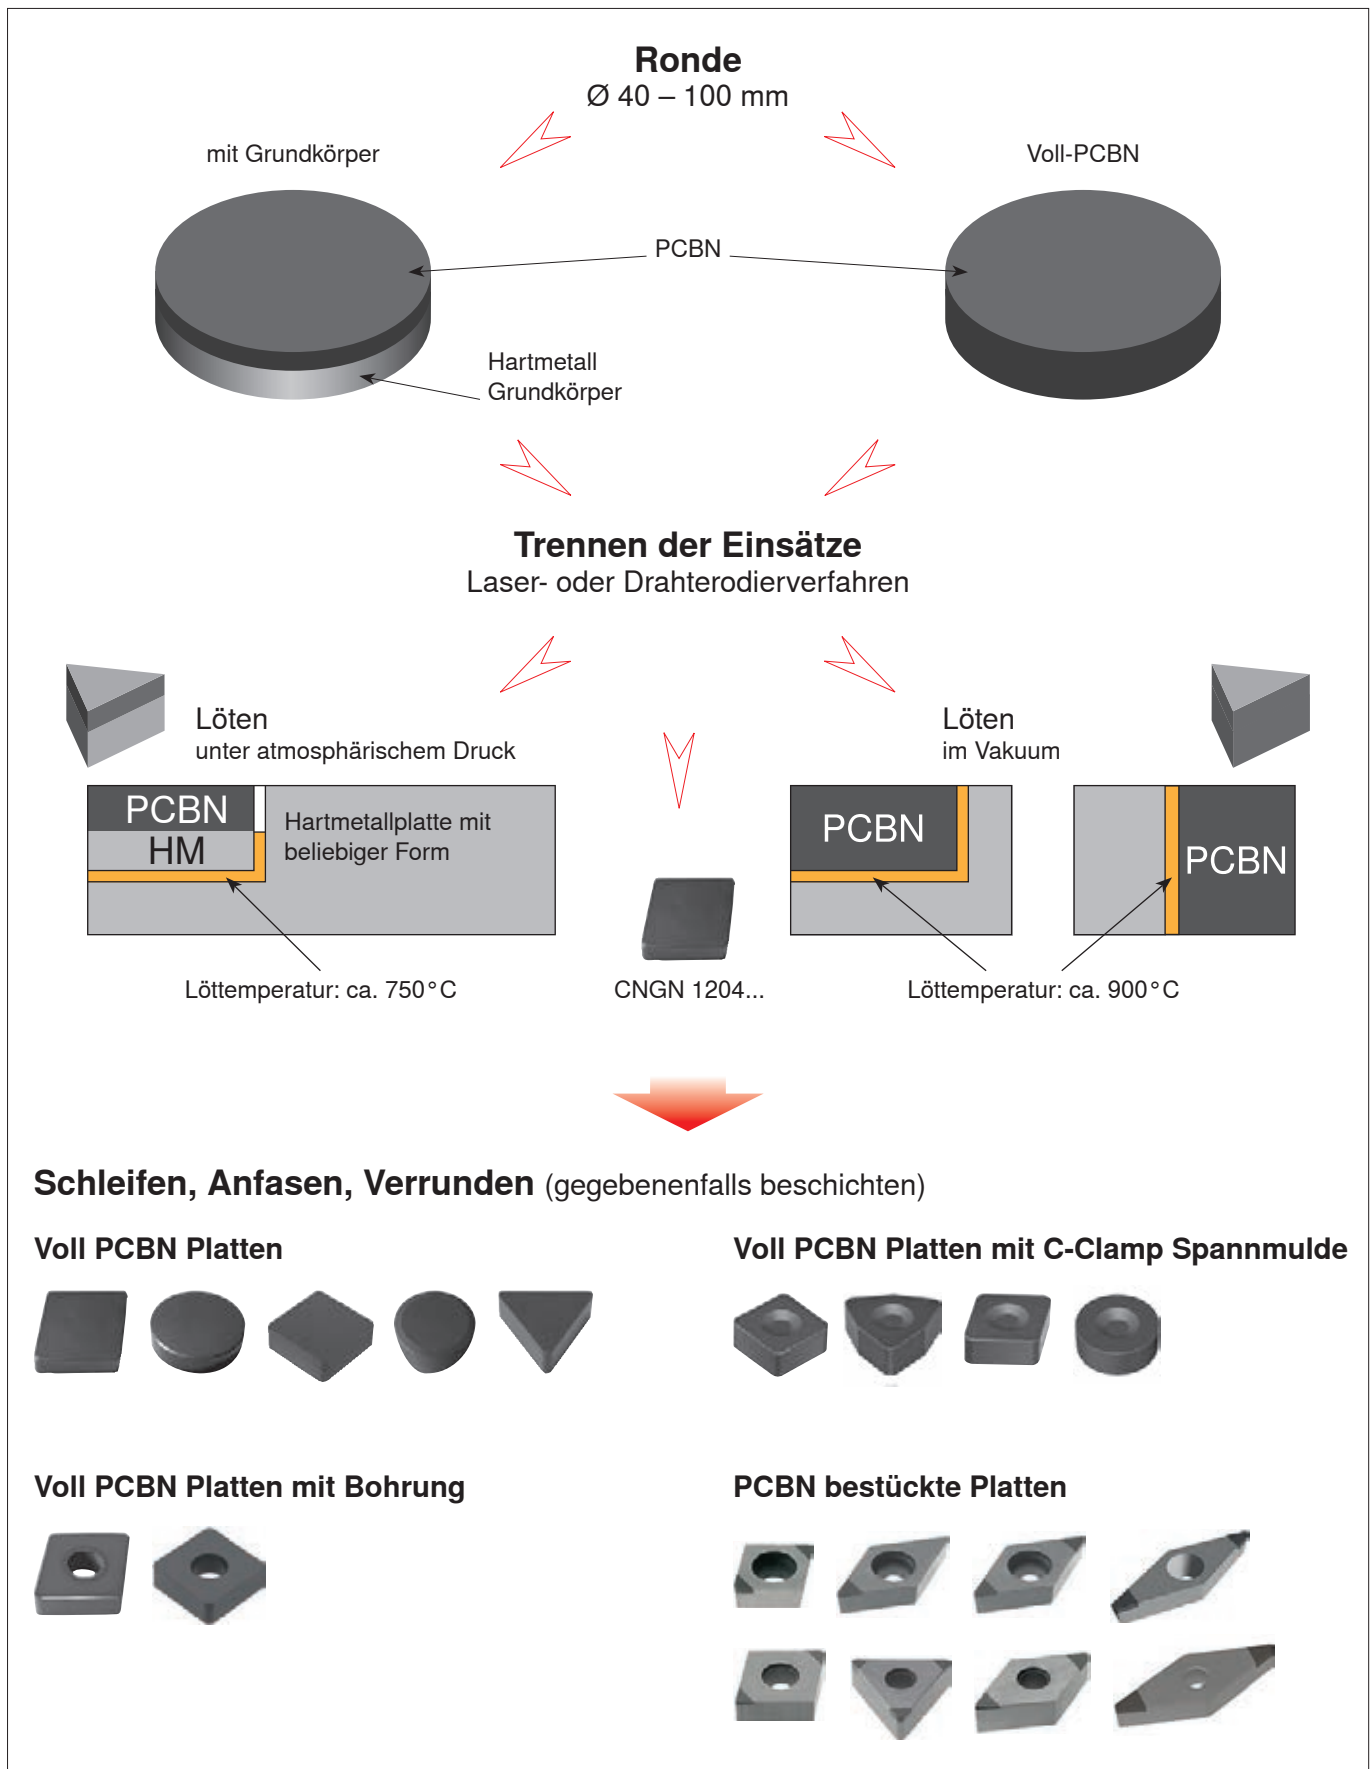 Ronde
Ø 40 – 100 mm
mit Grundkörper
Voll-PCBN
PCBN
Hartmetall
Grundkörper
Trennen der Einsätze
Laser- oder Drahterodierverfahren
Löten
unter atmosphärischem Druck
Löten
im Vakuum
PCBN
HM
Hartmetallplatte mit
beliebiger Form
PCBN
PCBN
Löttemperatur: ca. 750°C
CNGN 1204...
Löttemperatur: ca. 900°C
Schleifen, Anfasen, Verrunden (gegebenenfalls beschichten)
Voll PCBN Platten
Voll PCBN Platten mit C-Clamp Spannmulde
Voll PCBN Platten mit Bohrung
PCBN bestückte Platten